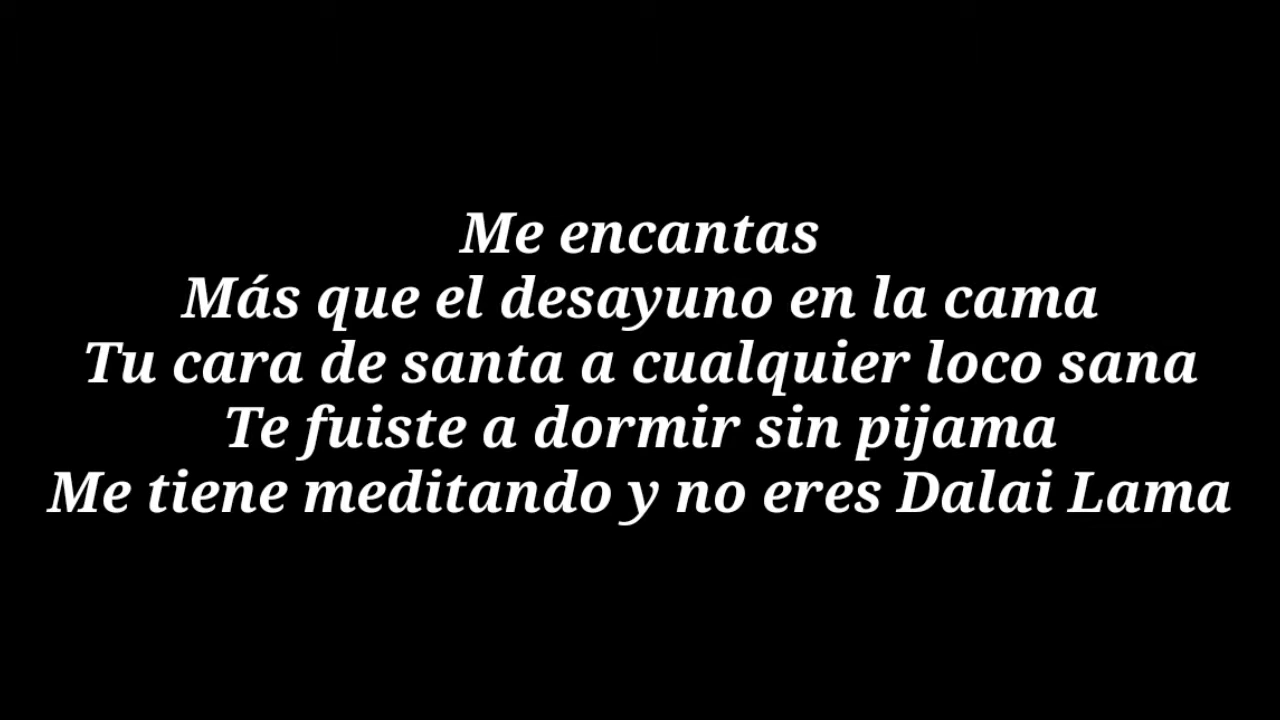 Me encantas
Más que el desayuno en la cama
Tu cara de santa a cualquier loco sana
Te fuiste a dormir sin pijama
Me tiene meditando y no eres Dalai Lama